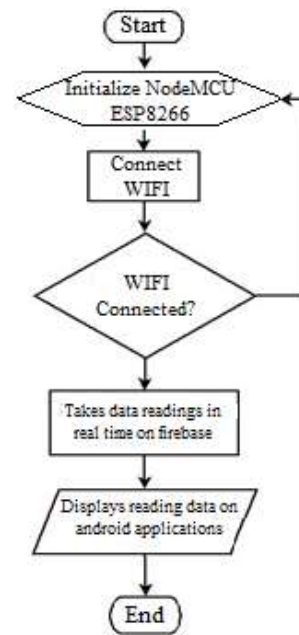 Start
Initialize NodeMCU
ESP8266
Connect
WIFI
WIFI
Connected?
Takes data readings in
real time on firebase
Displays reading data on
android applications
End